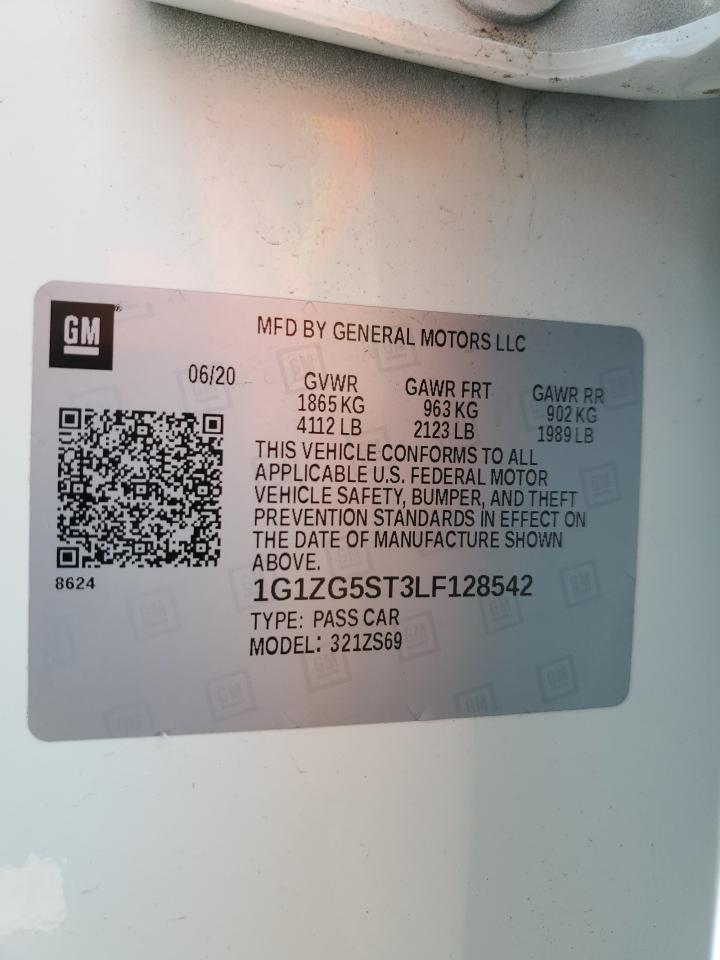 GM
MFD BY GENERAL MOTORS LLC
06/20
GVWR GAWR FRT GAWR RR
1865 KG 963 KG 902 KG
4112 LB 2123 LB 1989 LB
THIS VEHICLE CONFORMS TO ALL
APPLICABLE U.S. FEDERAL MOTOR
VEHICLE SAFETY, BUMPER, AND THEFT
PREVENTION STANDARDS IN EFFECT ON
THE DATE OF MANUFACTURE SHOWN
ABOVE.
8624
1G1ZG5ST3LF128542
TYPE: PASS CAR
MODEL: 321ZS69